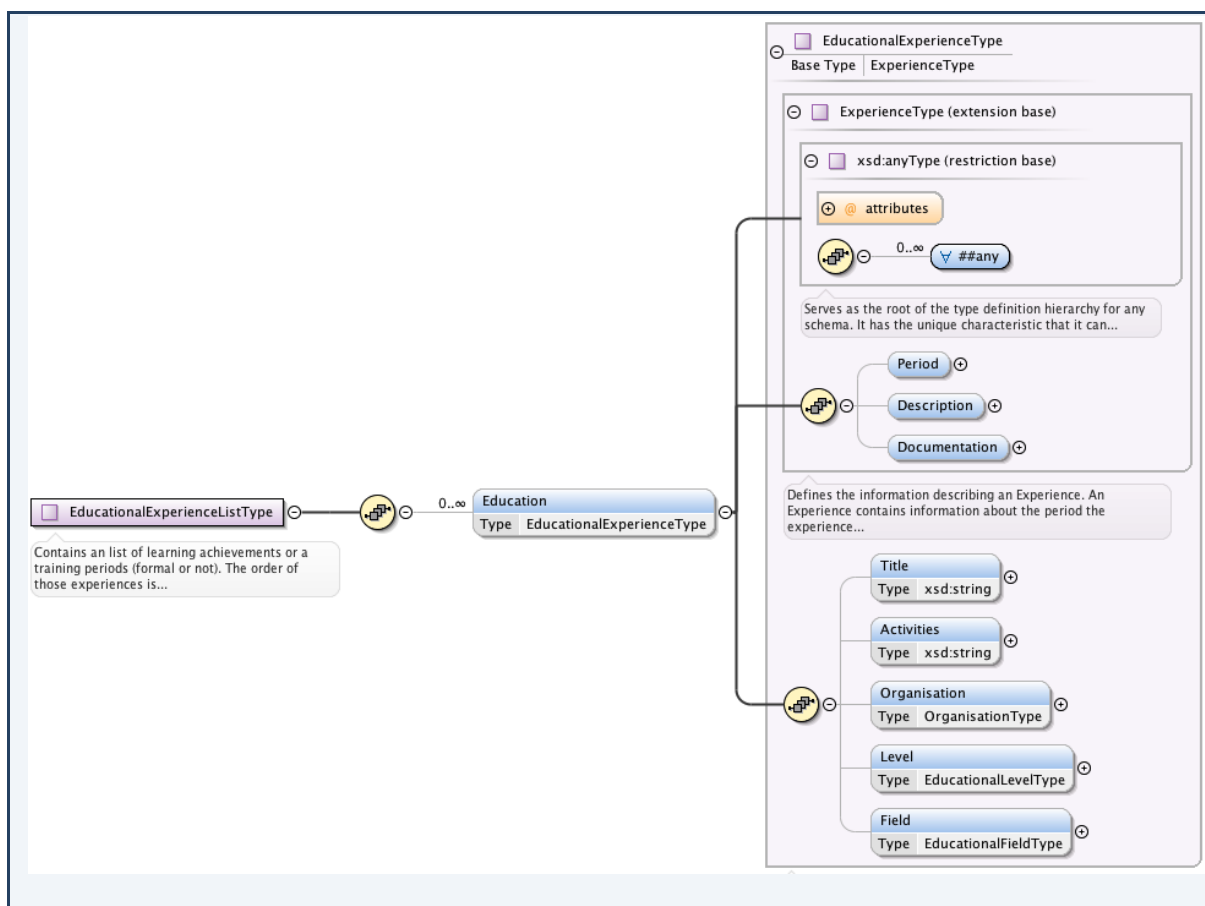 EducationalExperienceType
Base Type ExperienceType
ExperienceType (extension base)
xsd:anyType (restriction base)
@ attributes
0..∞
∀ ##any
Serves as the root of the type definition hierarchy for any
schema. It has the unique characteristic that it can...
Period
Description
Documentation
Defines the information describing an Experience. An
Experience contains information about the period the
experience...
EducationalExperienceListType
Contains an list of learning achievements or a
training periods (formal or not). The order of
those experiences is...
0..∞
Education
Type EducationalExperienceType
Title
Type xsd:string
Activities
Type xsd:string
Organisation
Type OrganisationType
Level
Type EducationalLevelType
Field
Type EducationalFieldType